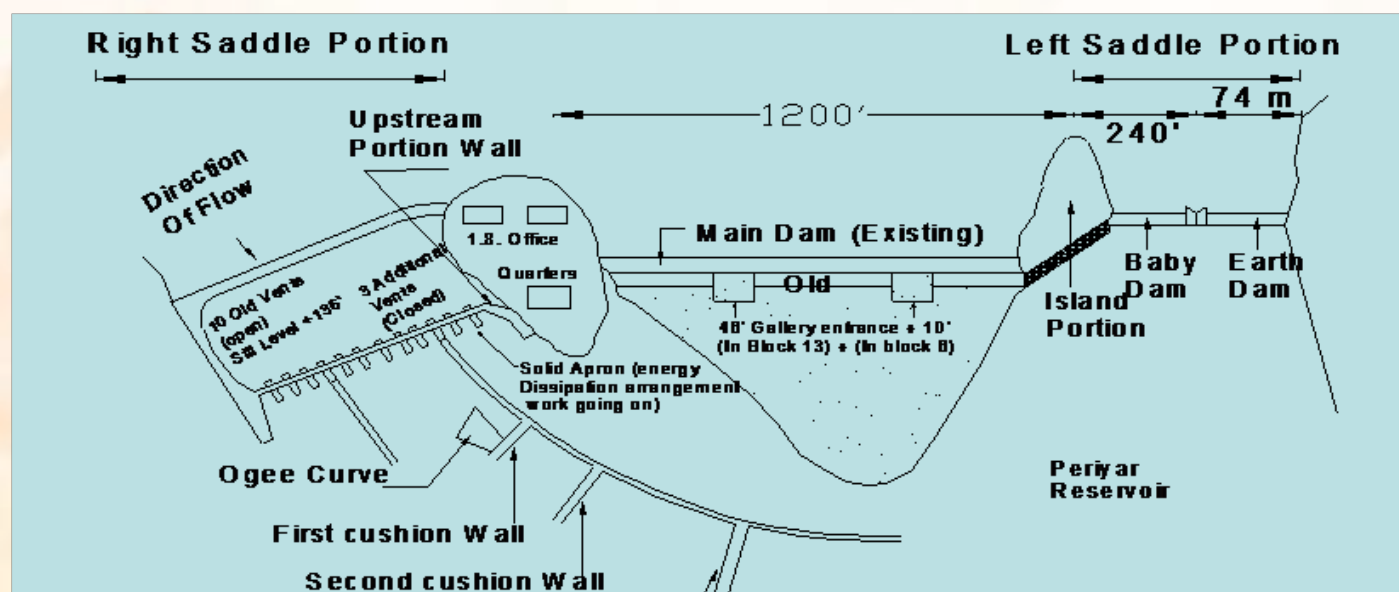 Right Saddle Portion
Left Saddle Portion
74 m
1200'
240'
Upstream
Portion Wall
Direction
Of Flow
1.8. Office
Quarters
Main Dam (Existing)
Old
Baby
Dam
Earth
Dam
Island
Portion
10 Old Vents
(open)
Sill Level +136'
3 Additional
Vents
(Closed)
Gallery entrance + 10'
(In Block 13) + (In block 8)
Solid Apron (energy
Dissipation arrangement
work going on)
Ogee Curve
Periyar
Reservoir
First cushion Wall
Second cushion Wall